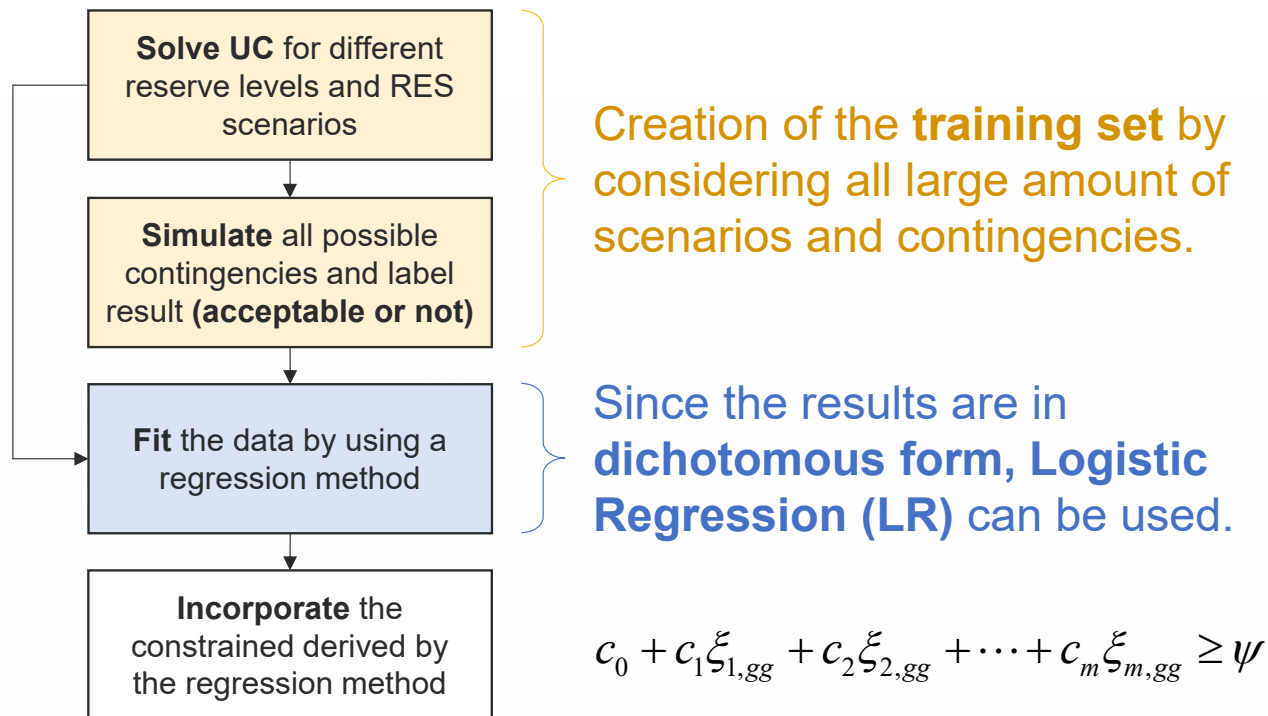 Solve UC for different
reserve levels and RES
scenarios
Simulate all possible
contingencies and label
result (acceptable or not)
Fit the data by using a
regression method
Incorporate the
constrained derived by
the regression method
Creation of the training set by
considering all large amount of
scenarios and contingencies.
Since the results are in
dichotomous form, Logistic
Regression (LR) can be used.
c₀ + c₁ξ₁,gg + c₂ξ₂,gg + ⋯ + cₘξₘ,gg ≥ ψ